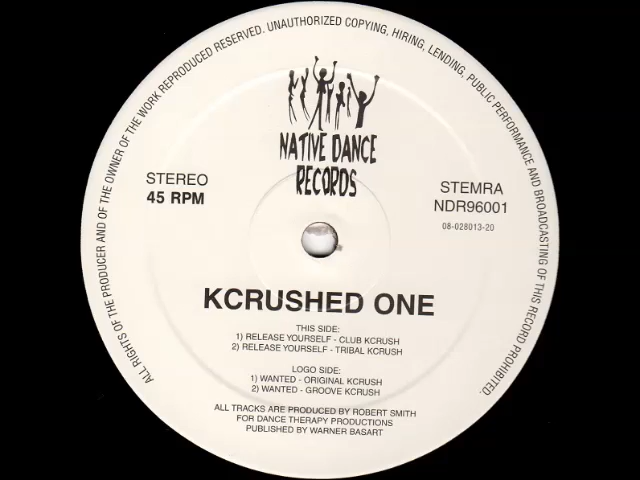 ALL RIGHTS OF THE PRODUCER AND OF THE OWNER OF THE WORK REPRODUCED RESERVED. UNAUTHORIZED COPYING, HIRING, LENDING, PUBLIC PERFORMANCE AND BROADCASTING OF THIS RECORD PROHIBITED.
NATIVE DANCE
RECORDS
STEREO
45 RPM
STEMRA
NDR96001
08-028013-20
KCRUSHED ONE
THIS SIDE:
1) RELEASE YOURSELF - CLUB KCRUSH
2) RELEASE YOURSELF - TRIBAL KCRUSH
LOGO SIDE:
1) WANTED - ORIGINAL KCRUSH
2) WANTED - GROOVE KCRUSH
ALL TRACKS ARE PRODUCED BY ROBERT SMITH
FOR DANCE THERAPY PRODUCTIONS
PUBLISHED BY WARNER BASART